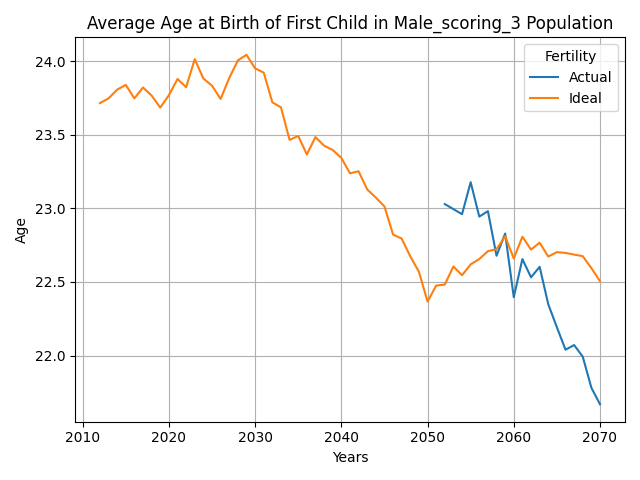 Average Age at Birth of First Child in Male_scoring_3 Population
Fertility
Actual
Ideal
24.0
23.5
23.0
22.5
22.0
Age
2010 2020 2030 2040 2050 2060 2070
Years